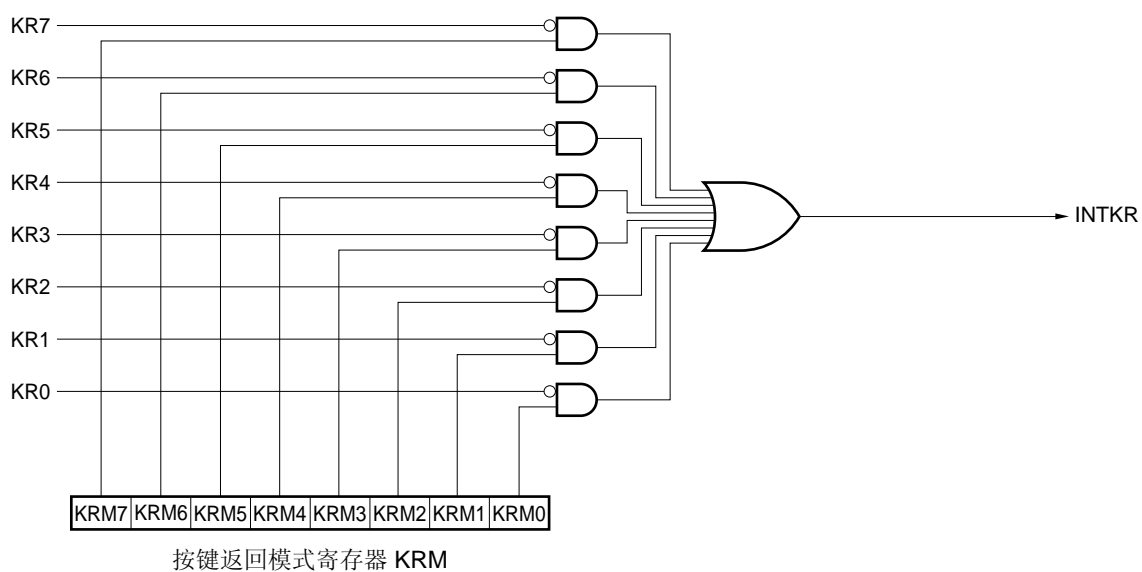 KR7
KR6
KR5
KR4
KR3
INTKR
KR2
KR1
KR0
KRM7 KRM6 KRM5 KRM4 KRM3 KRM2 KRM1 KRM0
按键返回模式寄存器 KRM